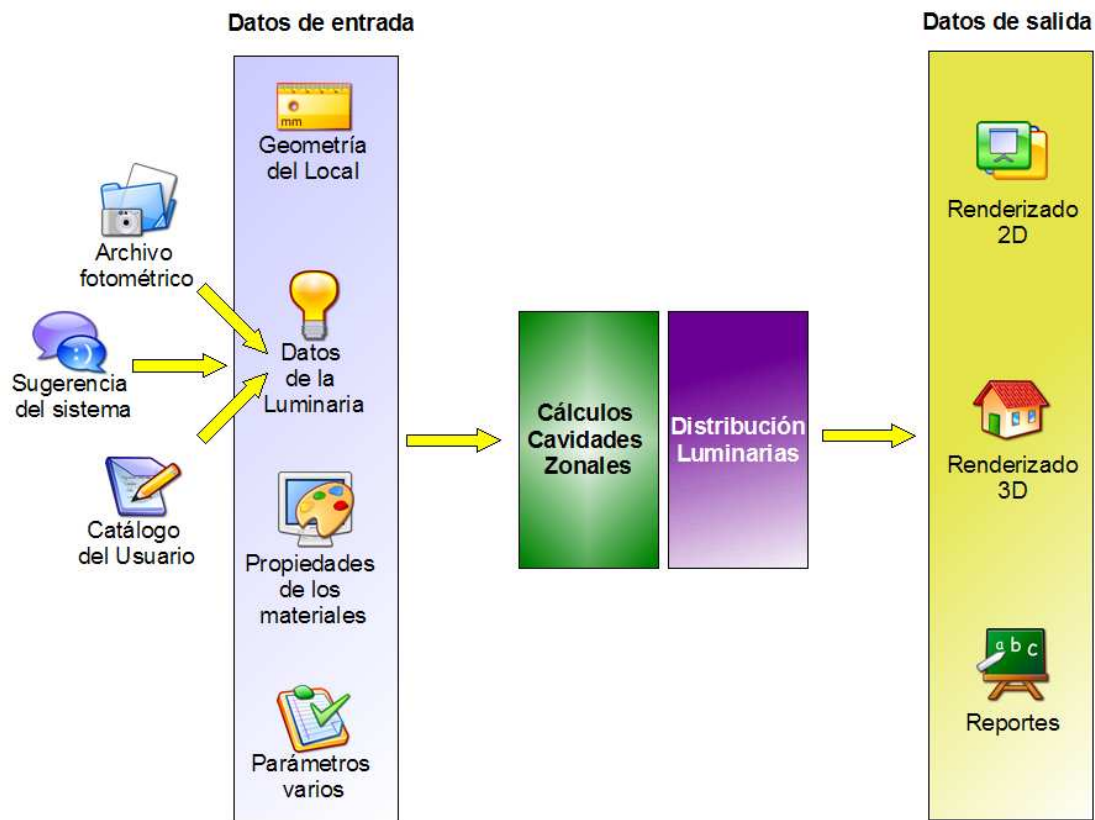 Datos de entrada
Datos de salida
mm
Geometría
del Local
Archivo
fotométrico
Sugerencia
del sistema
Catálogo
del Usuario
Datos
de la
Luminaria
Propiedades
de los
materiales
Parámetros
varios
Cálculos
Cavidades
Zonales
Distribución
Luminarias
Renderizado
2D
Renderizado
3D
a b c
Reportes